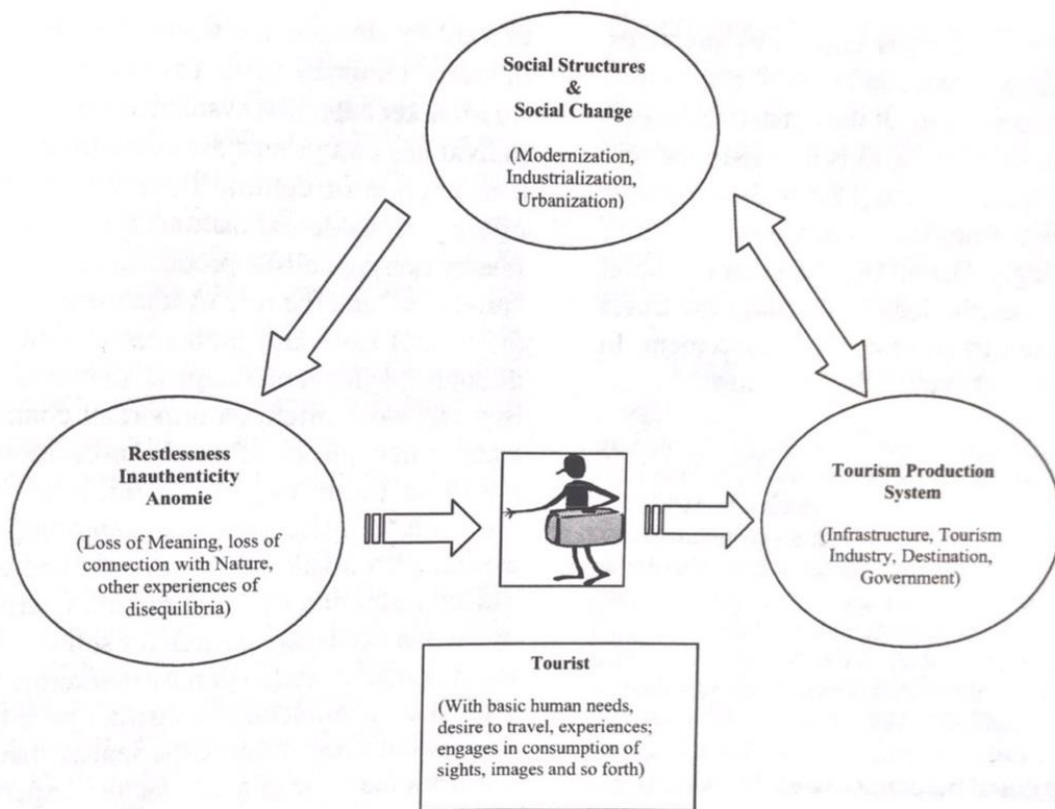 Social Structures
&
Social Change
(Modernization,
Industrialization,
Urbanization)
Restlessness
Inauthenticity
Anomie
(Loss of Meaning, loss of
connection with Nature,
other experiences of
disequilibria)
Tourism Production
System
(Infrastructure, Tourism
Industry, Destination,
Government)
Tourist
(With basic human needs,
desire to travel, experiences;
engages in consumption of
sights, images and so forth)